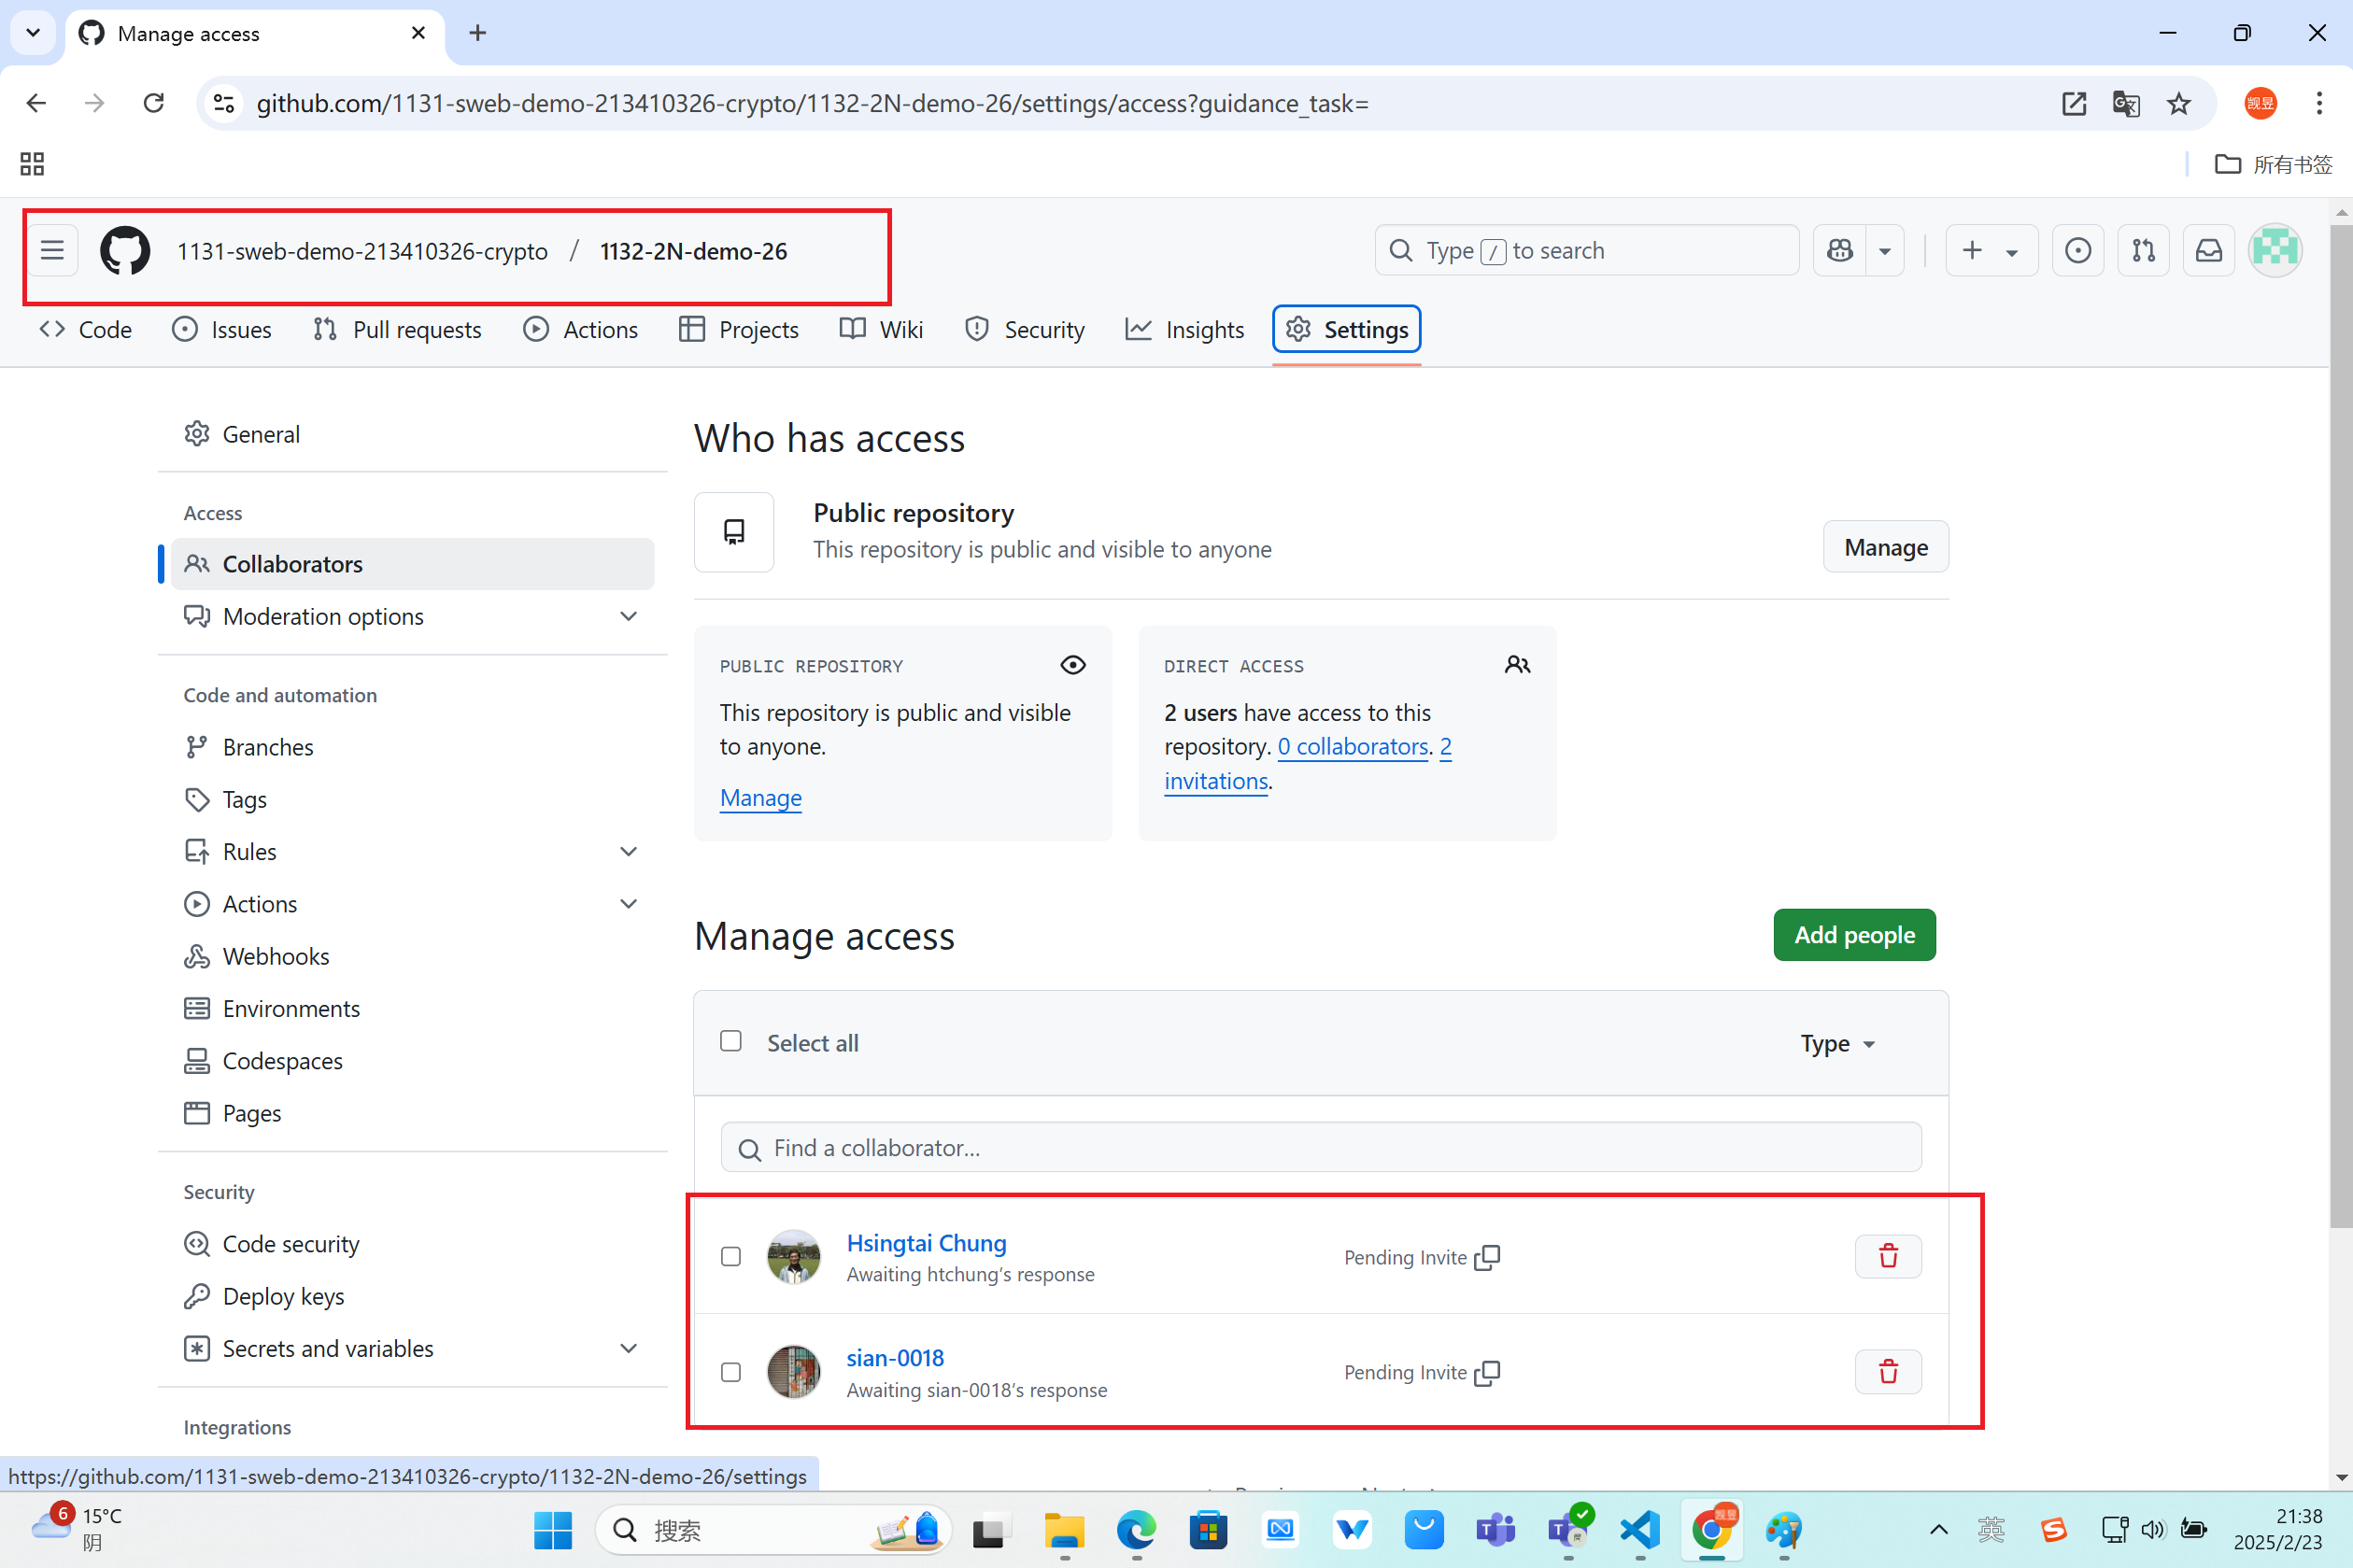 Manage access
github.com/1131-sweb-demo-213410326-crypto/1132-2N-demo-26/settings/access?guidance_task=
觊昱
所有书签
1131-sweb-demo-213410326-crypto / 1132-2N-demo-26
Type / to search
Code
Issues
Pull requests
Actions
Projects
Wiki
Security
Insights
Settings
General
Access
Collaborators
Moderation options
Code and automation
Branches
Tags
Rules
Actions
Webhooks
Environments
Codespaces
Pages
Security
Code security
Deploy keys
Secrets and variables
Integrations
Who has access
Public repository
This repository is public and visible to anyone
Manage
PUBLIC REPOSITORY
This repository is public and visible
to anyone.
Manage
DIRECT ACCESS
2 users have access to this
repository. 0 collaborators. 2
invitations.
Manage access
Add people
Select all
Type
Find a collaborator...
Hsingtai Chung
Awaiting htchung’s response
Pending Invite
sian-0018
Awaiting sian-0018’s response
Pending Invite
https://github.com/1131-sweb-demo-213410326-crypto/1132-2N-demo-26/settings
6
15°C
阴
搜索
英
21:38
2025/2/23